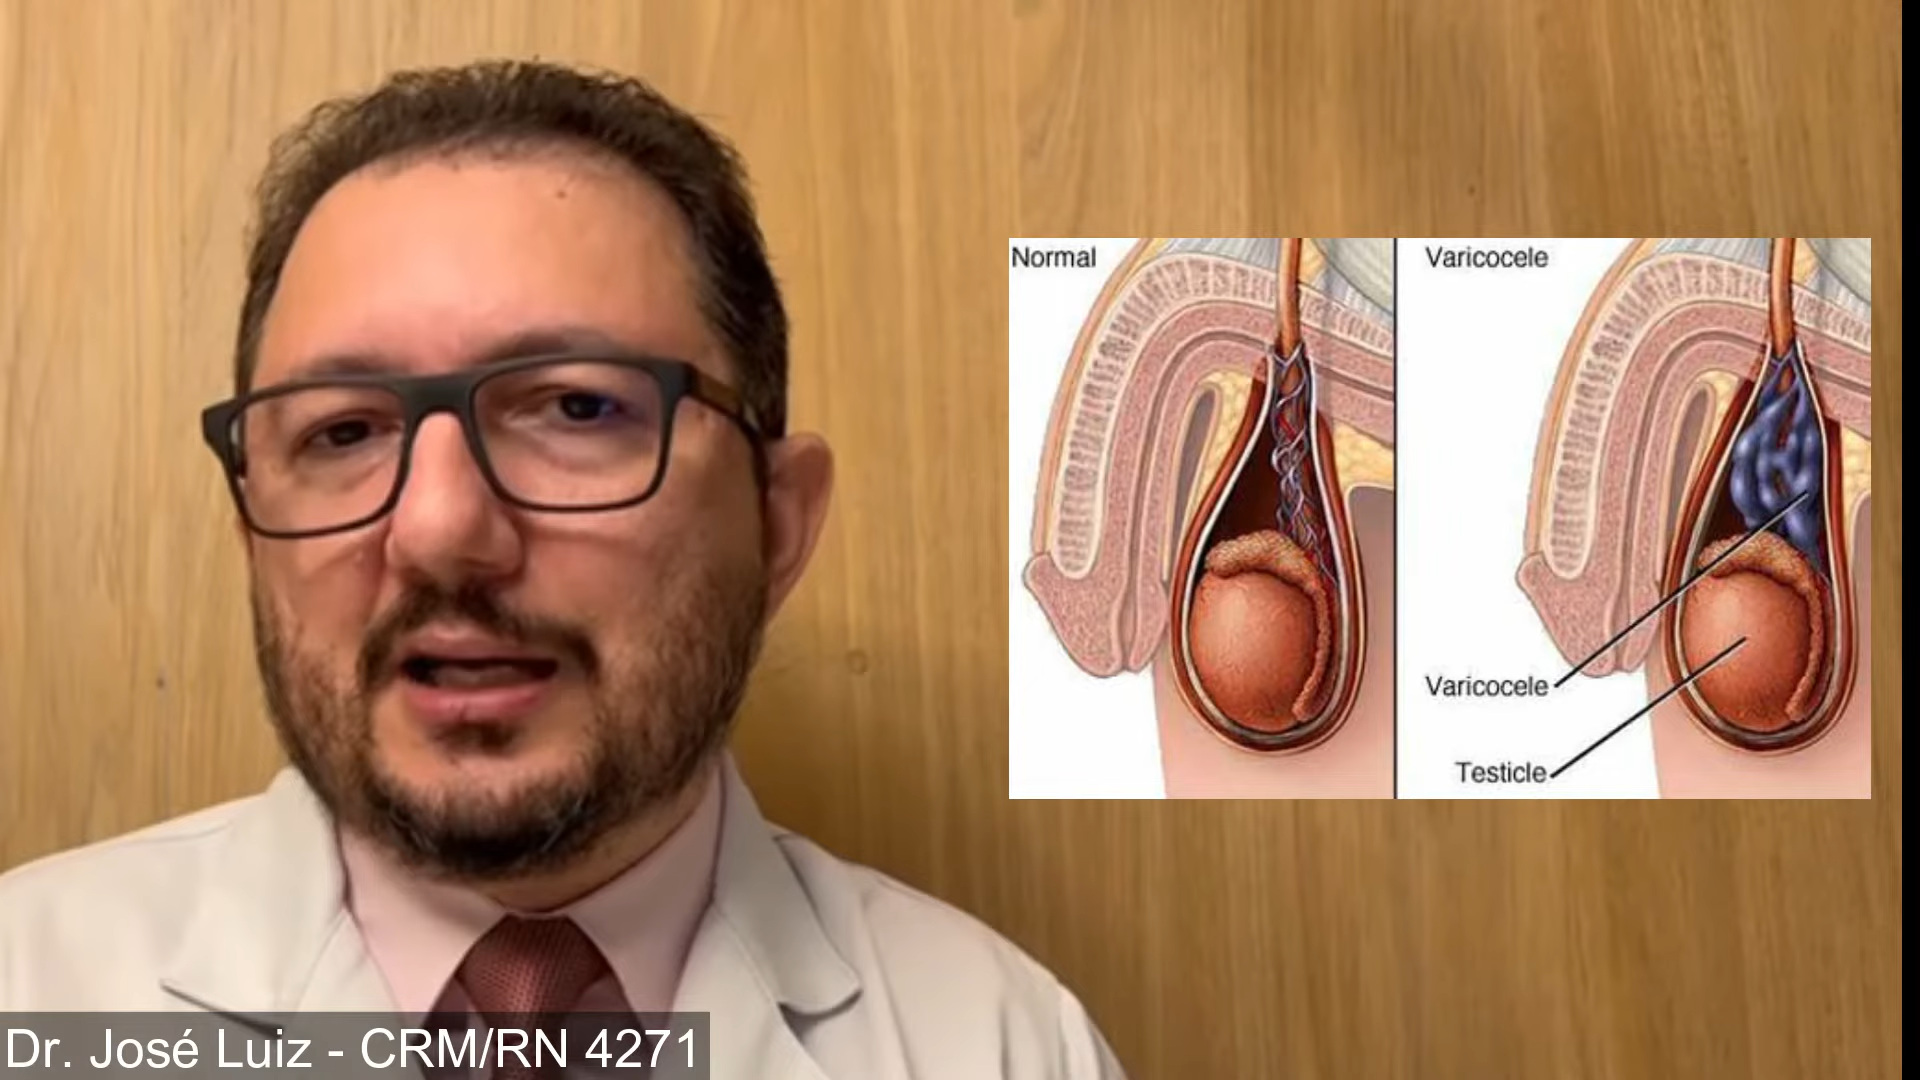 Normal
Varicocele
Varicocele
Testicle
Dr. José Luiz - CRM/RN 4271